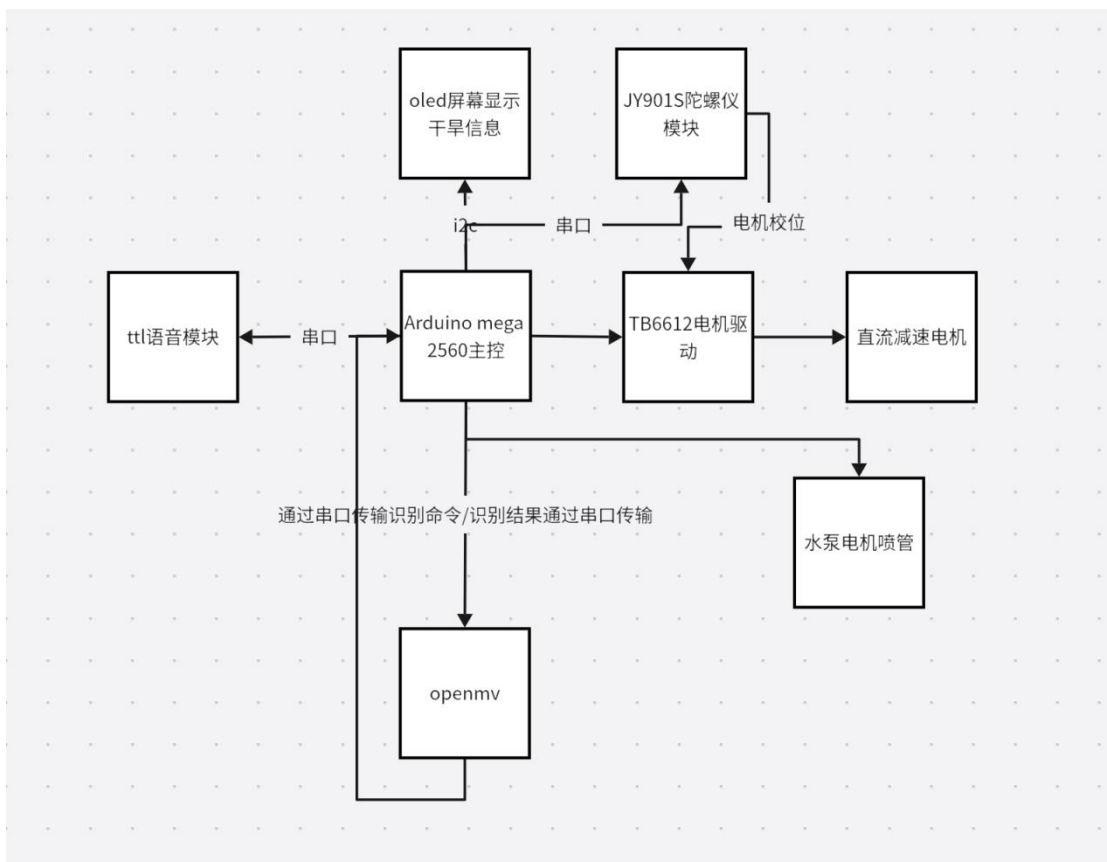 oled屏幕显示
干旱信息
JY901S陀螺仪
模块
i2c
串口
电机校位
ttl语音模块
串口
Arduino mega
2560主控
TB6612电机驱
动
直流减速电机
通过串口传输识别命令/识别结果通过串口传输
水泵电机喷管
openmv